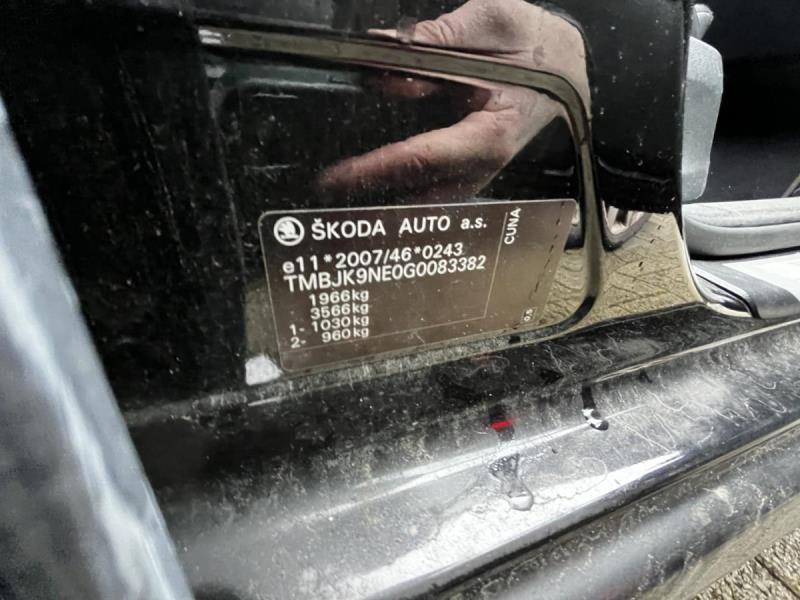 ŠKODA AUTO a.s.
CUNA
e11*2007/46*0243
TMBJK9NE0G0083382
1966kg
3566kg
1- 1030kg
2- 960kg